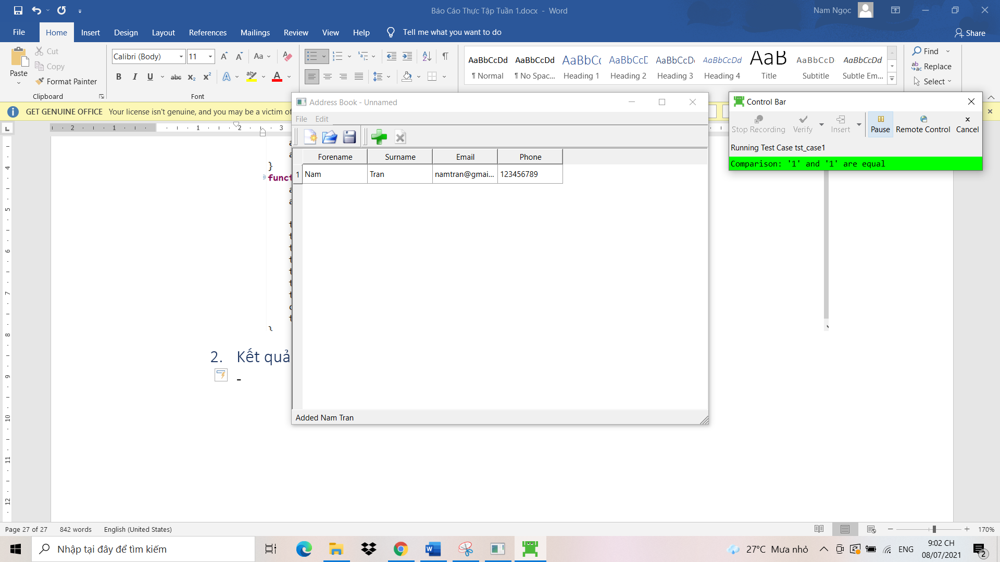 Báo Cáo Thực Tập Tuần 1.docx - Word
Nam Ngọc
File Home Insert Design Layout References Mailings Review View Help Tell me what you want to do Share
Paste
Cut
Copy
Format Painter
Clipboard
Calibri (Body) 11
Font
AaBbCcDd ¶ Normal
AaBbCcDd ¶ No Spac...
AaBbCc Heading 1
AaBbCcD Heading 2
AaBbCcD Heading 3
AaBbCcDd Heading 4
AaB Title
AaBbCcD Subtitle
AaBbCcDd Subtle Em...
Find
Replace
Select
GET GENUINE OFFICE Your license isn't genuine, and you may be a victim of
Address Book - Unnamed
File Edit
Forename Surname Email Phone
1 Nam Tran namtran@gmai... 123456789
Added Nam Tran
Control Bar
Stop Recording Verify Insert Pause Remote Control Cancel
Running Test Case tst_case1
Comparison: '1' and '1' are equal
}
funct
}
2. Kết quả
-
Page 27 of 27 842 words English (United States) 170%
Nhập tại đây để tìm kiếm
27°C Mưa nhỏ
ENG
9:02 CH
08/07/2021
2